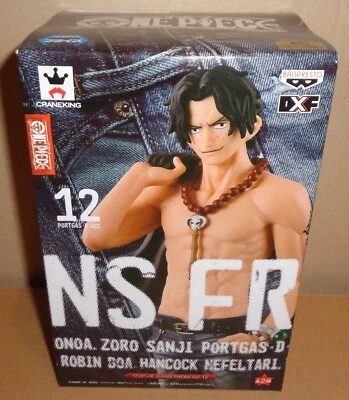 ONE PIECE
CRANEKING
BANPRESTO
DXF
ONE PIECE
12
PORTGAS·D·ACE
NS FR
ONOA. ZORO SANJI PORTGAS·D
ROBIN BOA HANCOCK NEFELTARI.